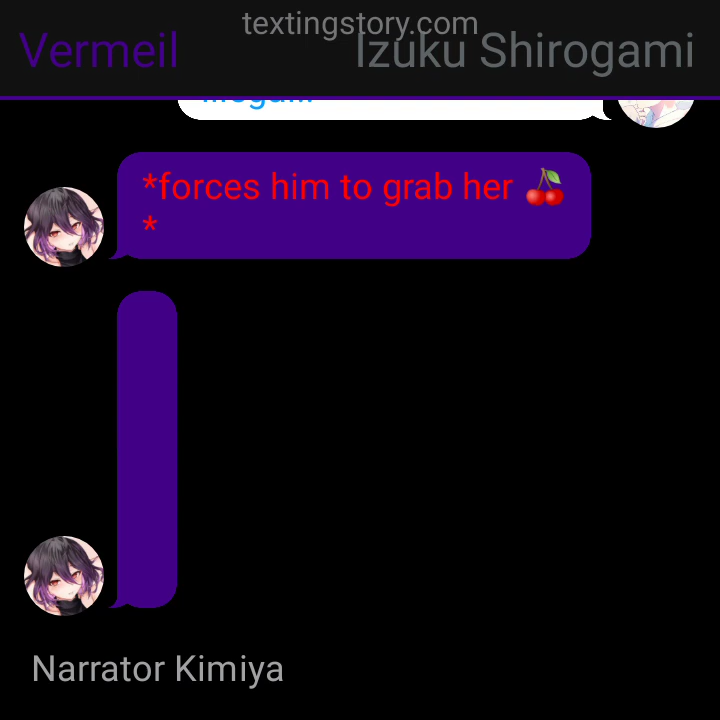 textingstory.com
Vermeil
Izuku Shirogami
*forces him to grab her 🍒
*
Narrator Kimiya